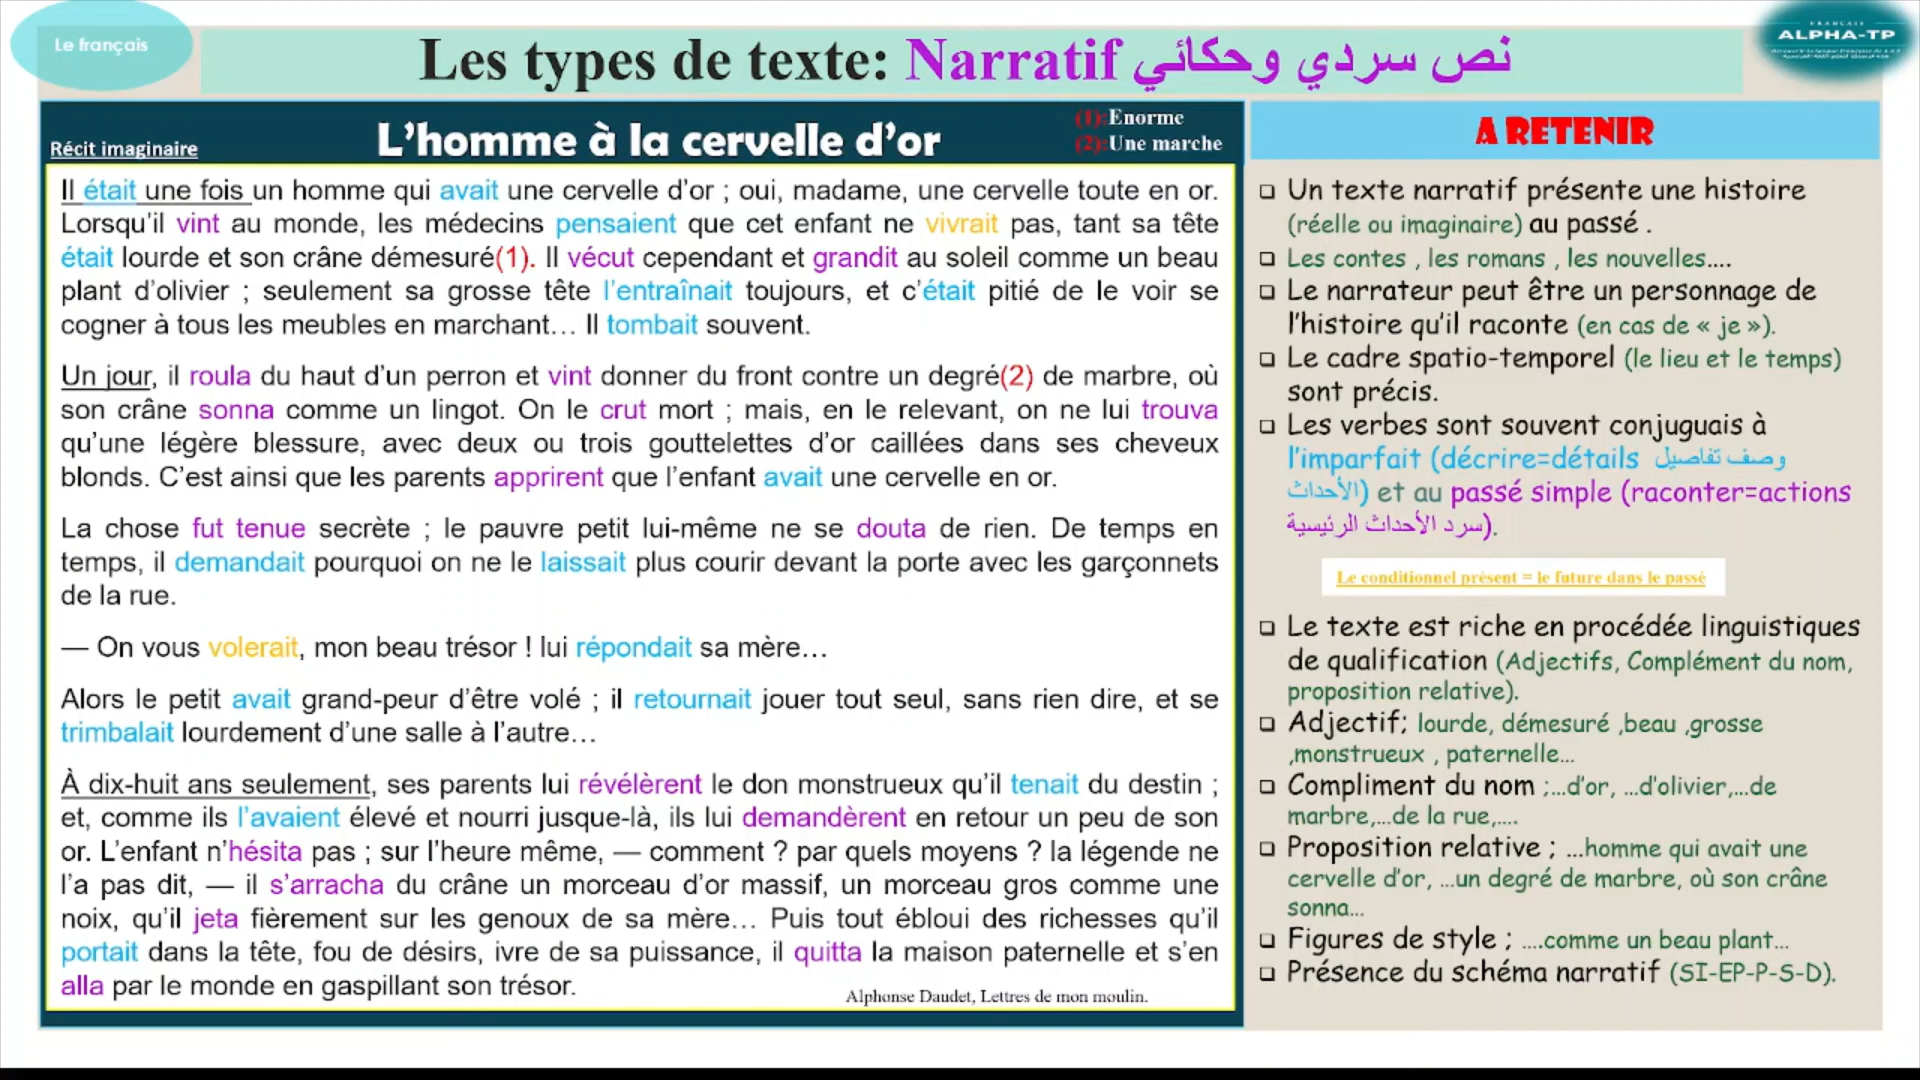 Le français
Les types de texte: Narratif نص سردي وحكائي
FRANCAIS
ALPHA-TP
Récit imaginaire
L'homme à la cervelle d'or
(1): Enorme
(2): Une marche
Il était une fois un homme qui avait une cervelle d'or ; oui, madame, une cervelle toute en or.
Lorsqu'il vint au monde, les médecins pensaient que cet enfant ne vivrait pas, tant sa tête
était lourde et son crâne démesuré(1). Il vécut cependant et grandit au soleil comme un beau
plant d'olivier ; seulement sa grosse tête l'entraînait toujours, et c'était pitié de le voir se
cogner à tous les meubles en marchant… Il tombait souvent.
Un jour, il roula du haut d'un perron et vint donner du front contre un degré(2) de marbre, où
son crâne sonna comme un lingot. On le crut mort ; mais, en le relevant, on ne lui trouva
qu'une légère blessure, avec deux ou trois gouttelettes d'or caillées dans ses cheveux
blonds. C'est ainsi que les parents apprirent que l'enfant avait une cervelle en or.
La chose fut tenue secrète ; le pauvre petit lui-même ne se douta de rien. De temps en
temps, il demandait pourquoi on ne le laissait plus courir devant la porte avec les garçonnets
de la rue.
— On vous volerait, mon beau trésor ! lui répondait sa mère…
Alors le petit avait grand-peur d'être volé ; il retournait jouer tout seul, sans rien dire, et se
trimbalait lourdement d'une salle à l'autre…
À dix-huit ans seulement, ses parents lui révélèrent le don monstrueux qu'il tenait du destin ;
et, comme ils l'avaient élevé et nourri jusque-là, ils lui demandèrent en retour un peu de son
or. L'enfant n'hésita pas ; sur l'heure même, — comment ? par quels moyens ? la légende ne
l'a pas dit, — il s'arracha du crâne un morceau d'or massif, un morceau gros comme une
noix, qu'il jeta fièrement sur les genoux de sa mère… Puis tout ébloui des richesses qu'il
portait dans la tête, fou de désirs, ivre de sa puissance, il quitta la maison paternelle et s'en
alla par le monde en gaspillant son trésor.
Alphonse Daudet, Lettres de mon moulin.
A RETENIR
❑ Un texte narratif présente une histoire
(réelle ou imaginaire) au passé .
❑ Les contes , les romans , les nouvelles….
❑ Le narrateur peut être un personnage de
l'histoire qu'il raconte (en cas de « je »).
❑ Le cadre spatio-temporel (le lieu et le temps)
sont précis.
❑ Les verbes sont souvent conjuguais à
l'imparfait (décrire=détails وصف تفاصيل
الأحداث) et au passé simple (raconter=actions
سرد الأحداث الرئيسية).
Le conditionnel présent = le future dans le passé
❑ Le texte est riche en procédée linguistiques
de qualification (Adjectifs, Complément du nom,
proposition relative).
❑ Adjectif; lourde, démesuré ,beau ,grosse
,monstrueux , paternelle…
❑ Compliment du nom ;…d'or, …d'olivier,…de
marbre,…de la rue,….
❑ Proposition relative ; …homme qui avait une
cervelle d'or, …un degré de marbre, où son crâne
sonna…
❑ Figures de style ; ….comme un beau plant…
❑ Présence du schéma narratif (SI-EP-P-S-D).